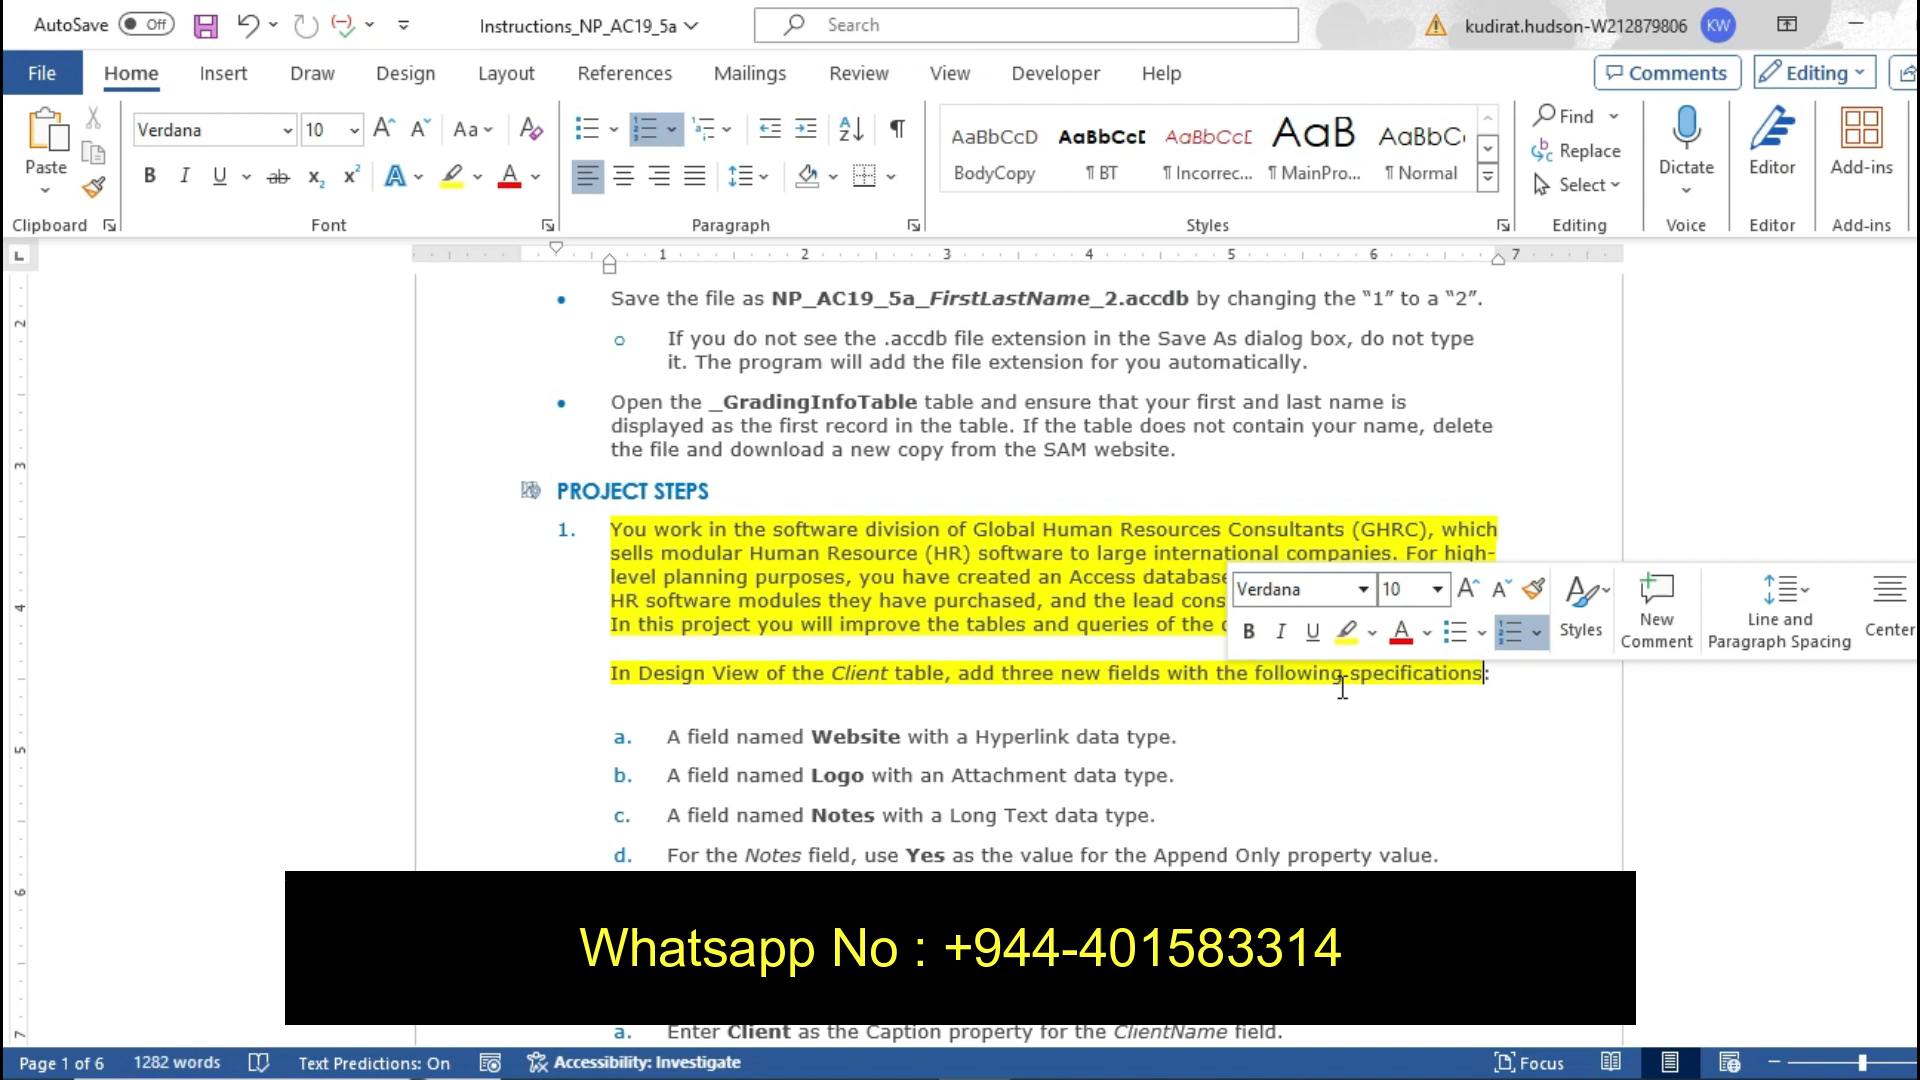 AutoSave Off Instructions_NP_AC19_5a Search kudirat.hudson-W212879806 KW
File Home Insert Draw Design Layout References Mailings Review View Developer Help Comments Editing
Paste Verdana 10 Aa AaBbCcD AaBbCcD AaBbCcD AaB AaBbC Find Replace Select Dictate Editor Add-ins
BodyCopy ¶ BT ¶ Incorrec... ¶ MainPro... ¶ Normal
Clipboard Font Paragraph Styles Editing Voice Editor Add-ins
1 2 3 4 5 6 7
• Save the file as NP_AC19_5a_FirstLastName_2.accdb by changing the “1” to a “2”.
o If you do not see the .accdb file extension in the Save As dialog box, do not type
it. The program will add the file extension for you automatically.
• Open the _GradingInfoTable table and ensure that your first and last name is
displayed as the first record in the table. If the table does not contain your name, delete
the file and download a new copy from the SAM website.
PROJECT STEPS
1. You work in the software division of Global Human Resources Consultants (GHRC), which
sells modular Human Resource (HR) software to large international companies. For high-
level planning purposes, you have created an Access database
HR software modules they have purchased, and the lead cons
In this project you will improve the tables and queries of the
Verdana 10 Styles New Comment Line and Paragraph Spacing Center
In Design View of the Client table, add three new fields with the following specifications:
a. A field named Website with a Hyperlink data type.
b. A field named Logo with an Attachment data type.
c. A field named Notes with a Long Text data type.
d. For the Notes field, use Yes as the value for the Append Only property value.
Whatsapp No : +944-401583314
a. Enter Client as the Caption property for the ClientName field.
Page 1 of 6 1282 words Text Predictions: On Accessibility: Investigate Focus